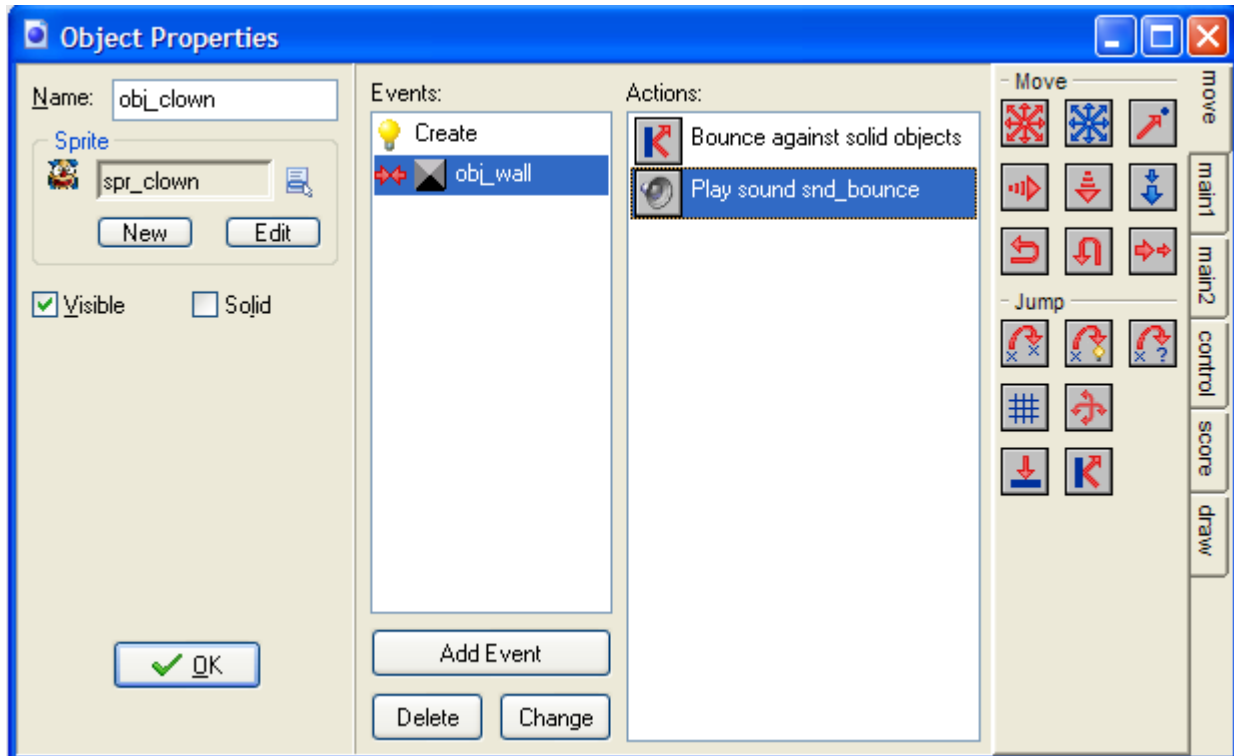 Object Properties
Name: obj_clown
Sprite
spr_clown
New Edit
Visible Solid
OK
Events:
Create
obj_wall
Add Event
Delete Change
Actions:
Bounce against solid objects
Play sound snd_bounce
Move
Jump
move
main1
main2
control
score
draw